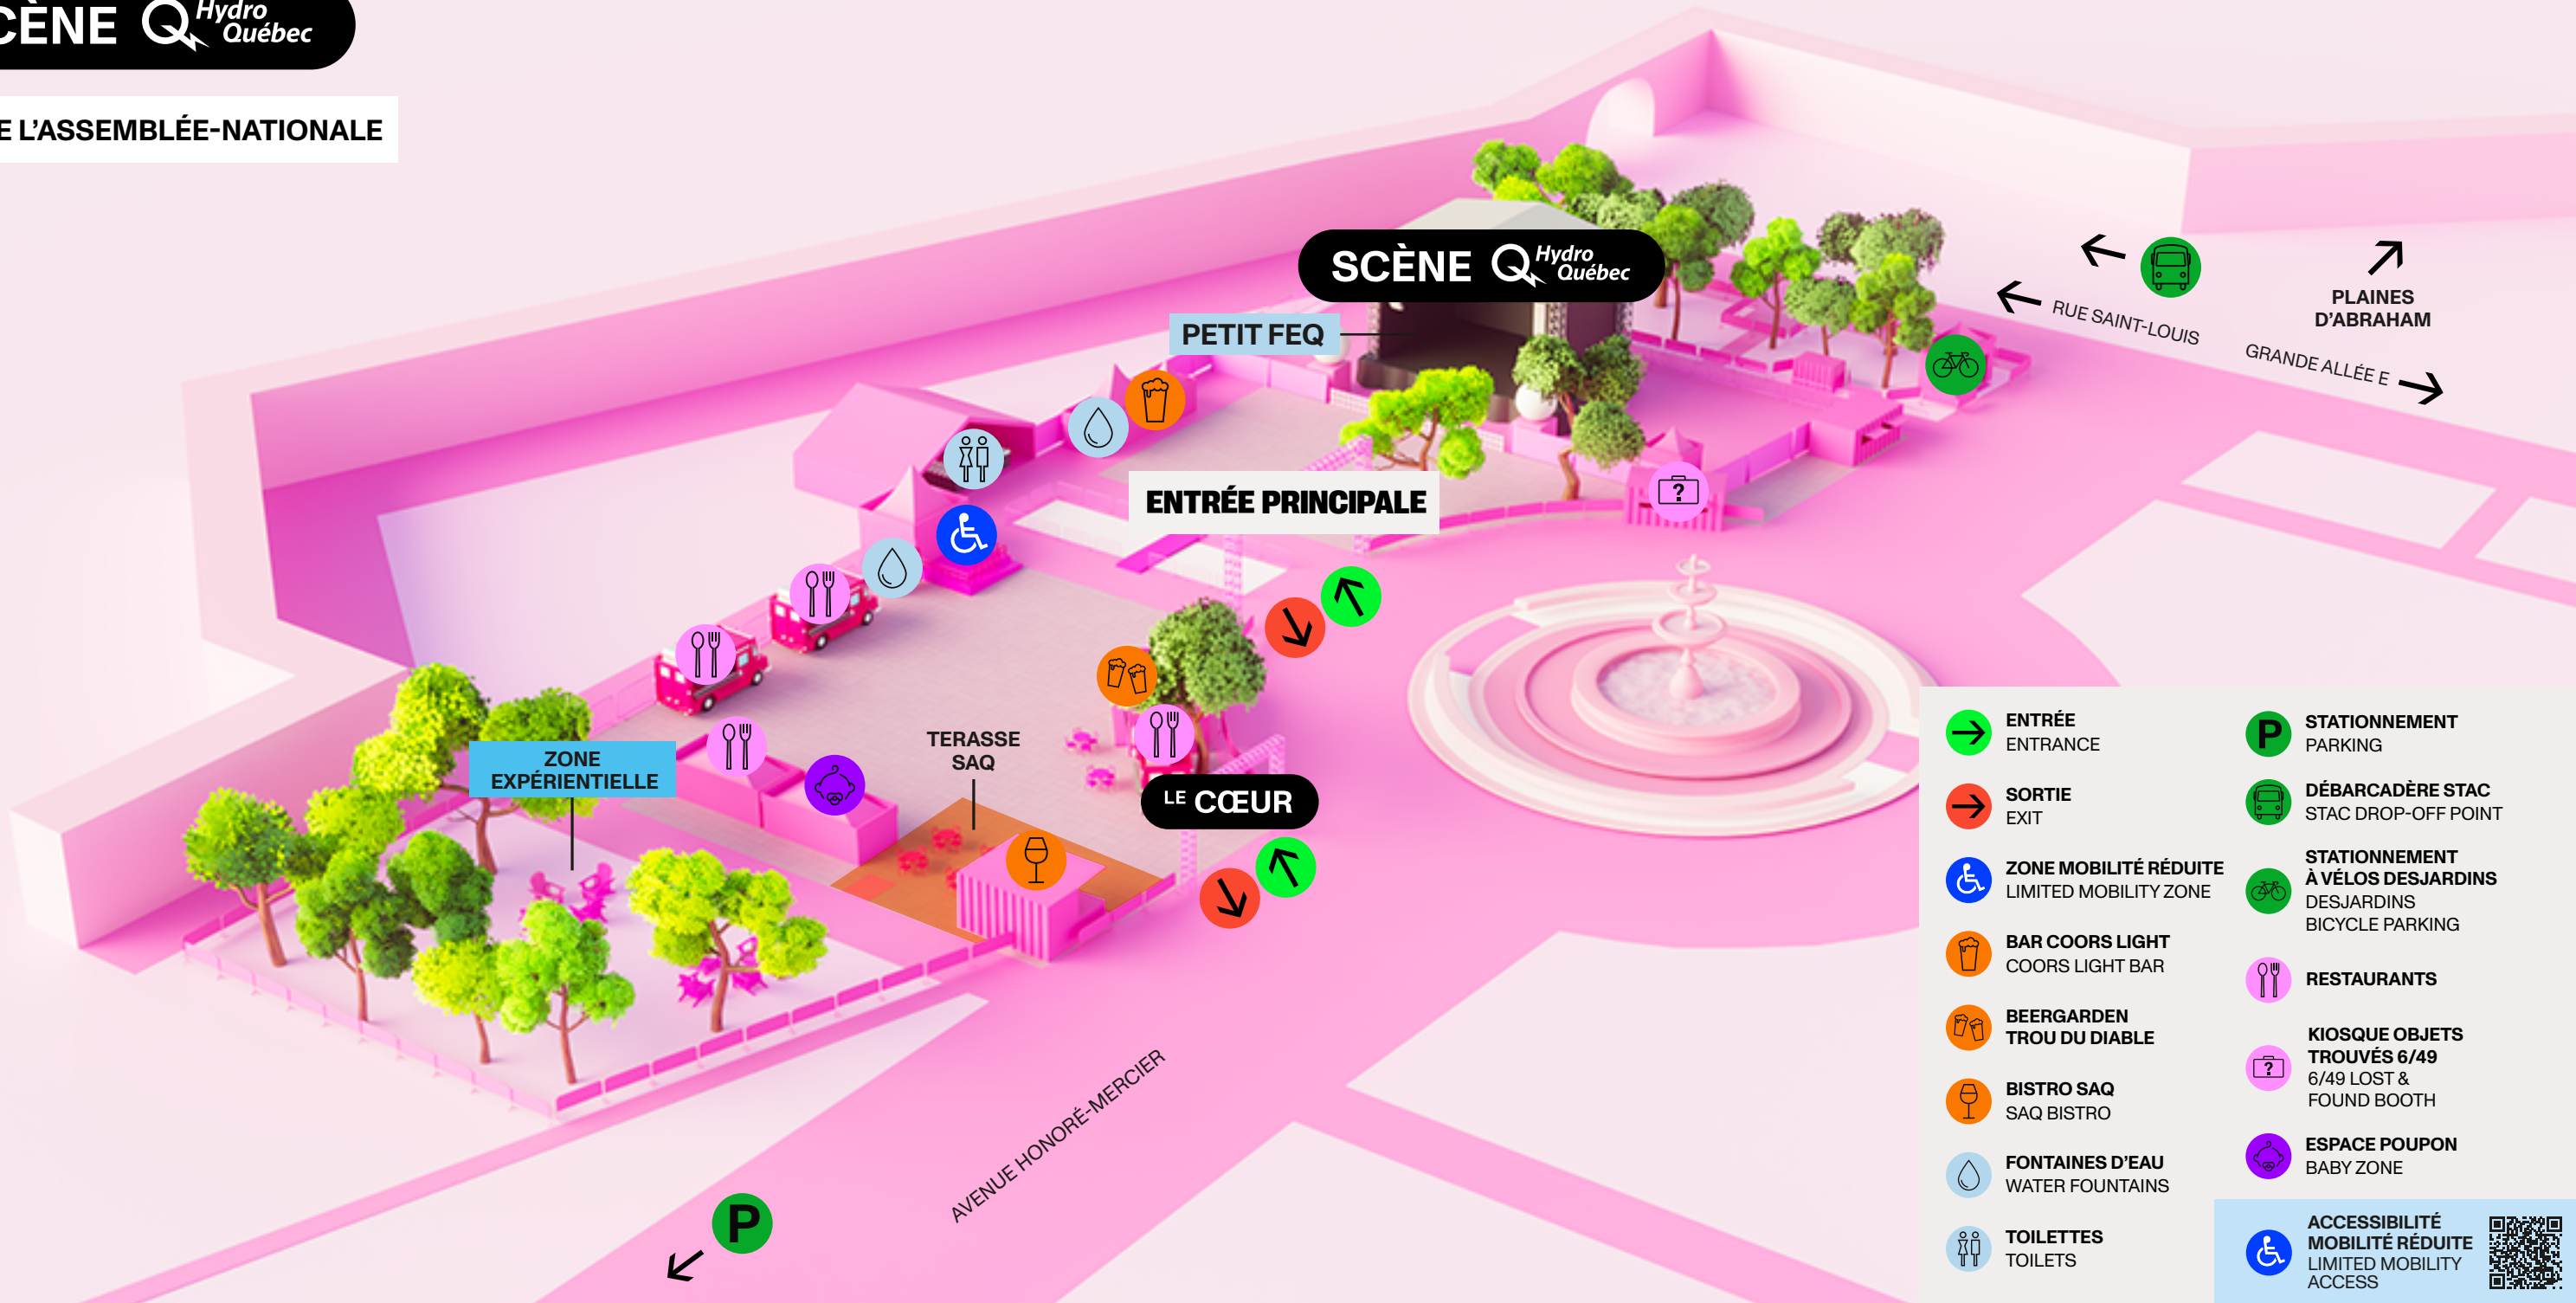 SCÈNE Hydro
Québec
E L'ASSEMBLÉE-NATIONALE
SCÈNE Hydro
Québec
PETIT FEQ
ENTRÉE PRINCIPALE
RUE SAINT-LOUIS
PLAINES
D'ABRAHAM
GRANDE ALLÉE E
?
ZONE
EXPÉRIENTIELLE
TERASSE
SAQ
LE CŒUR
AVENUE HONORÉ-MERCIER
P
ENTRÉE
ENTRANCE
SORTIE
EXIT
ZONE MOBILITÉ RÉDUITE
LIMITED MOBILITY ZONE
BAR COORS LIGHT
COORS LIGHT BAR
BEERGARDEN
TROU DU DIABLE
BISTRO SAQ
SAQ BISTRO
FONTAINES D'EAU
WATER FOUNTAINS
TOILETTES
TOILETS
P
STATIONNEMENT
PARKING
DÉBARCADÈRE STAC
STAC DROP-OFF POINT
STATIONNEMENT
À VÉLOS DESJARDINS
DESJARDINS
BICYCLE PARKING
RESTAURANTS
?
KIOSQUE OBJETS
TROUVÉS 6/49
6/49 LOST &
FOUND BOOTH
ESPACE POUPON
BABY ZONE
ACCESSIBILITÉ
MOBILITÉ RÉDUITE
LIMITED MOBILITY
ACCESS